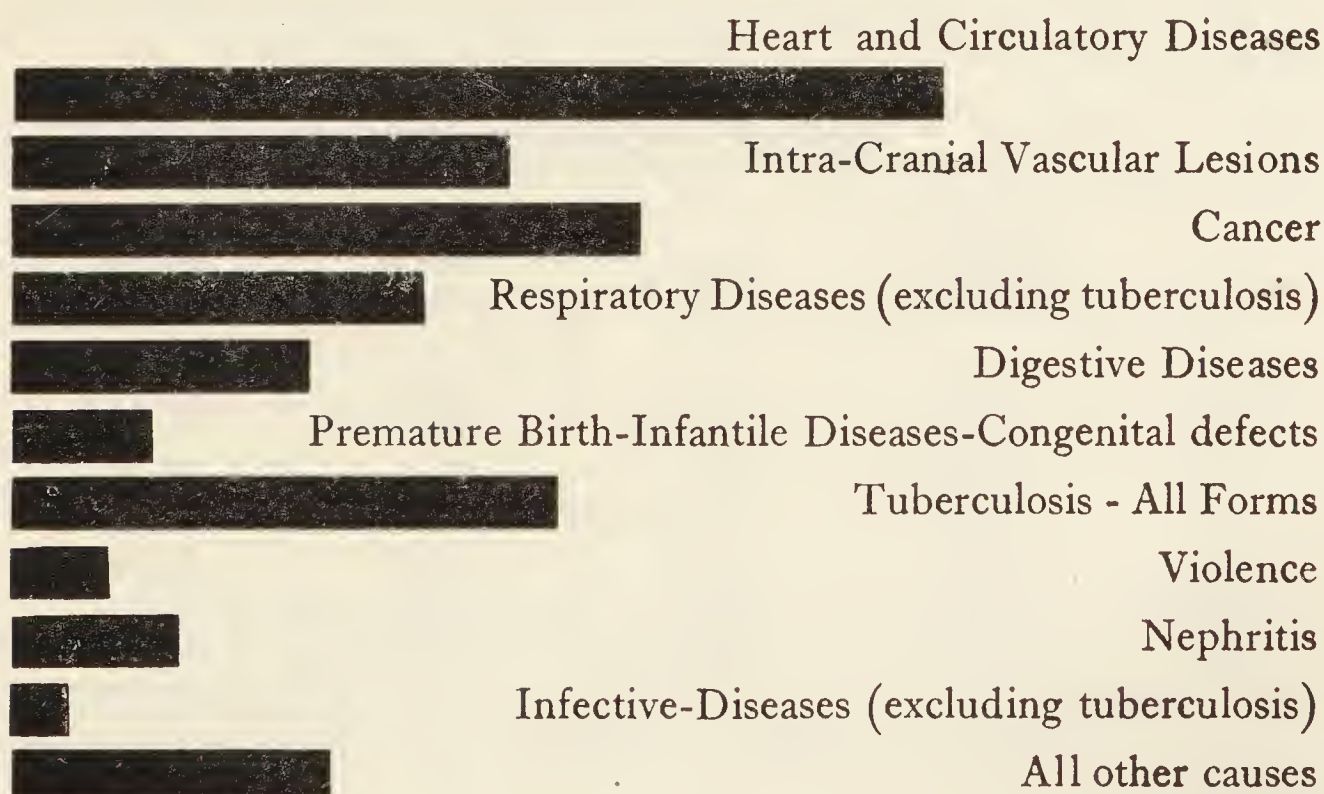 Heart and Circulatory Diseases
Intra-Cranial Vascular Lesions
Cancer
Respiratory Diseases (excluding tuberculosis)
Digestive Diseases
Premature Birth-Infantile Diseases-Congenital defects
Tuberculosis - All Forms
Violence
Nephritis
Infective-Diseases (excluding tuberculosis)
All other causes